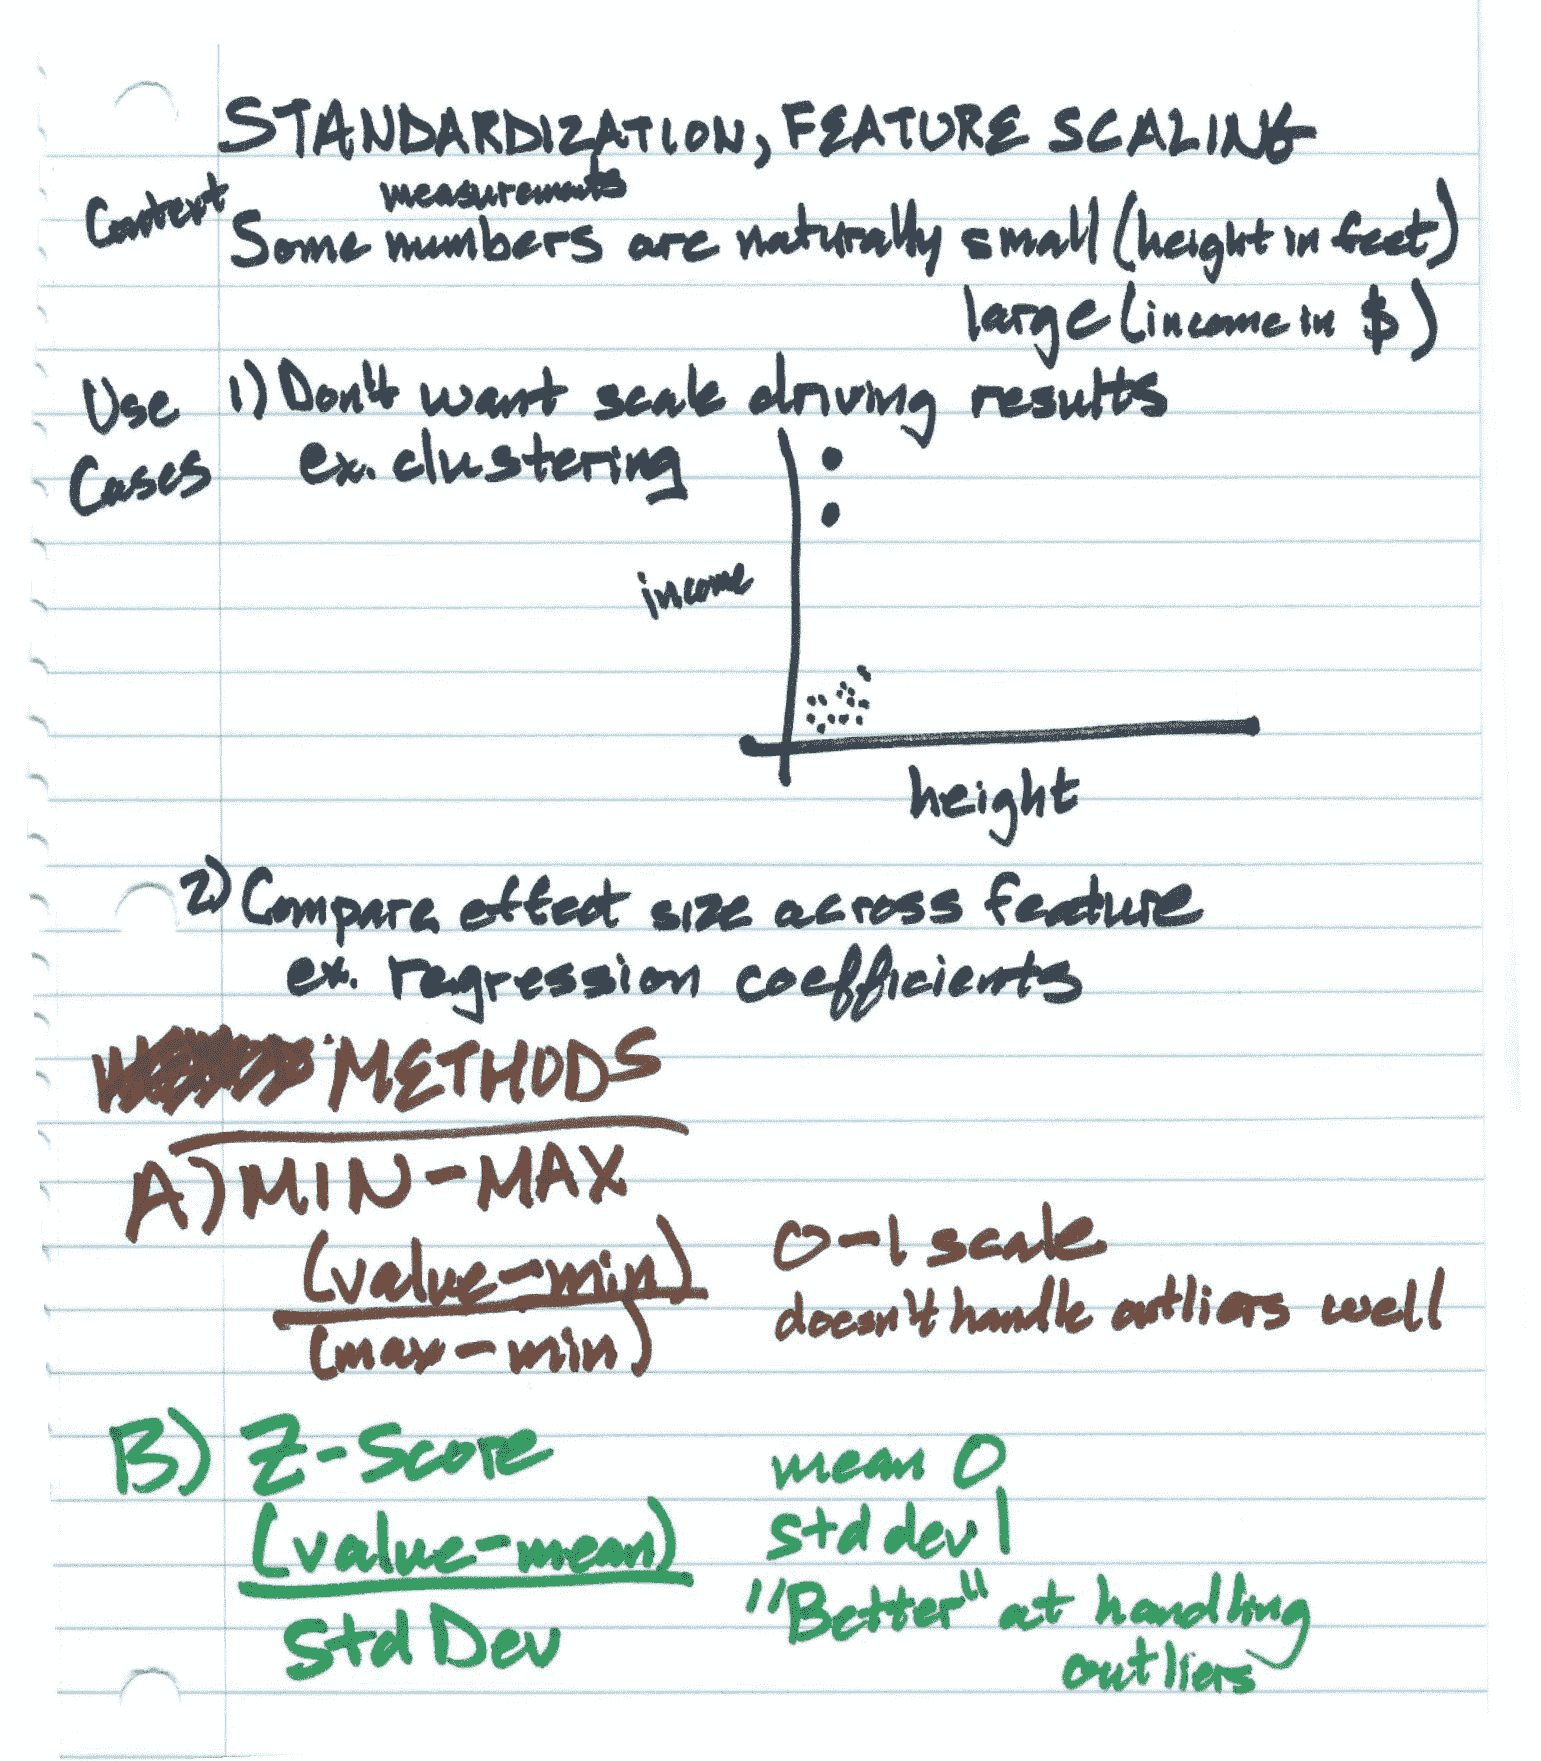 STANDARDIZATION, FEATURE SCALING
measurements
Context Some numbers are naturally small (height in feet)
large (income in $)
Use Cases 1) Don't want scale driving results
ex. clustering
income
height
2) Compare effect size across feature
ex. regression coefficients
METHODS
A) MIN-MAX
(value-min) 0-1 scale
(max-min) doesn't handle outliers well
B) Z-Score mean 0
(value-mean) std dev 1
Std Dev "Better" at handling
outliers